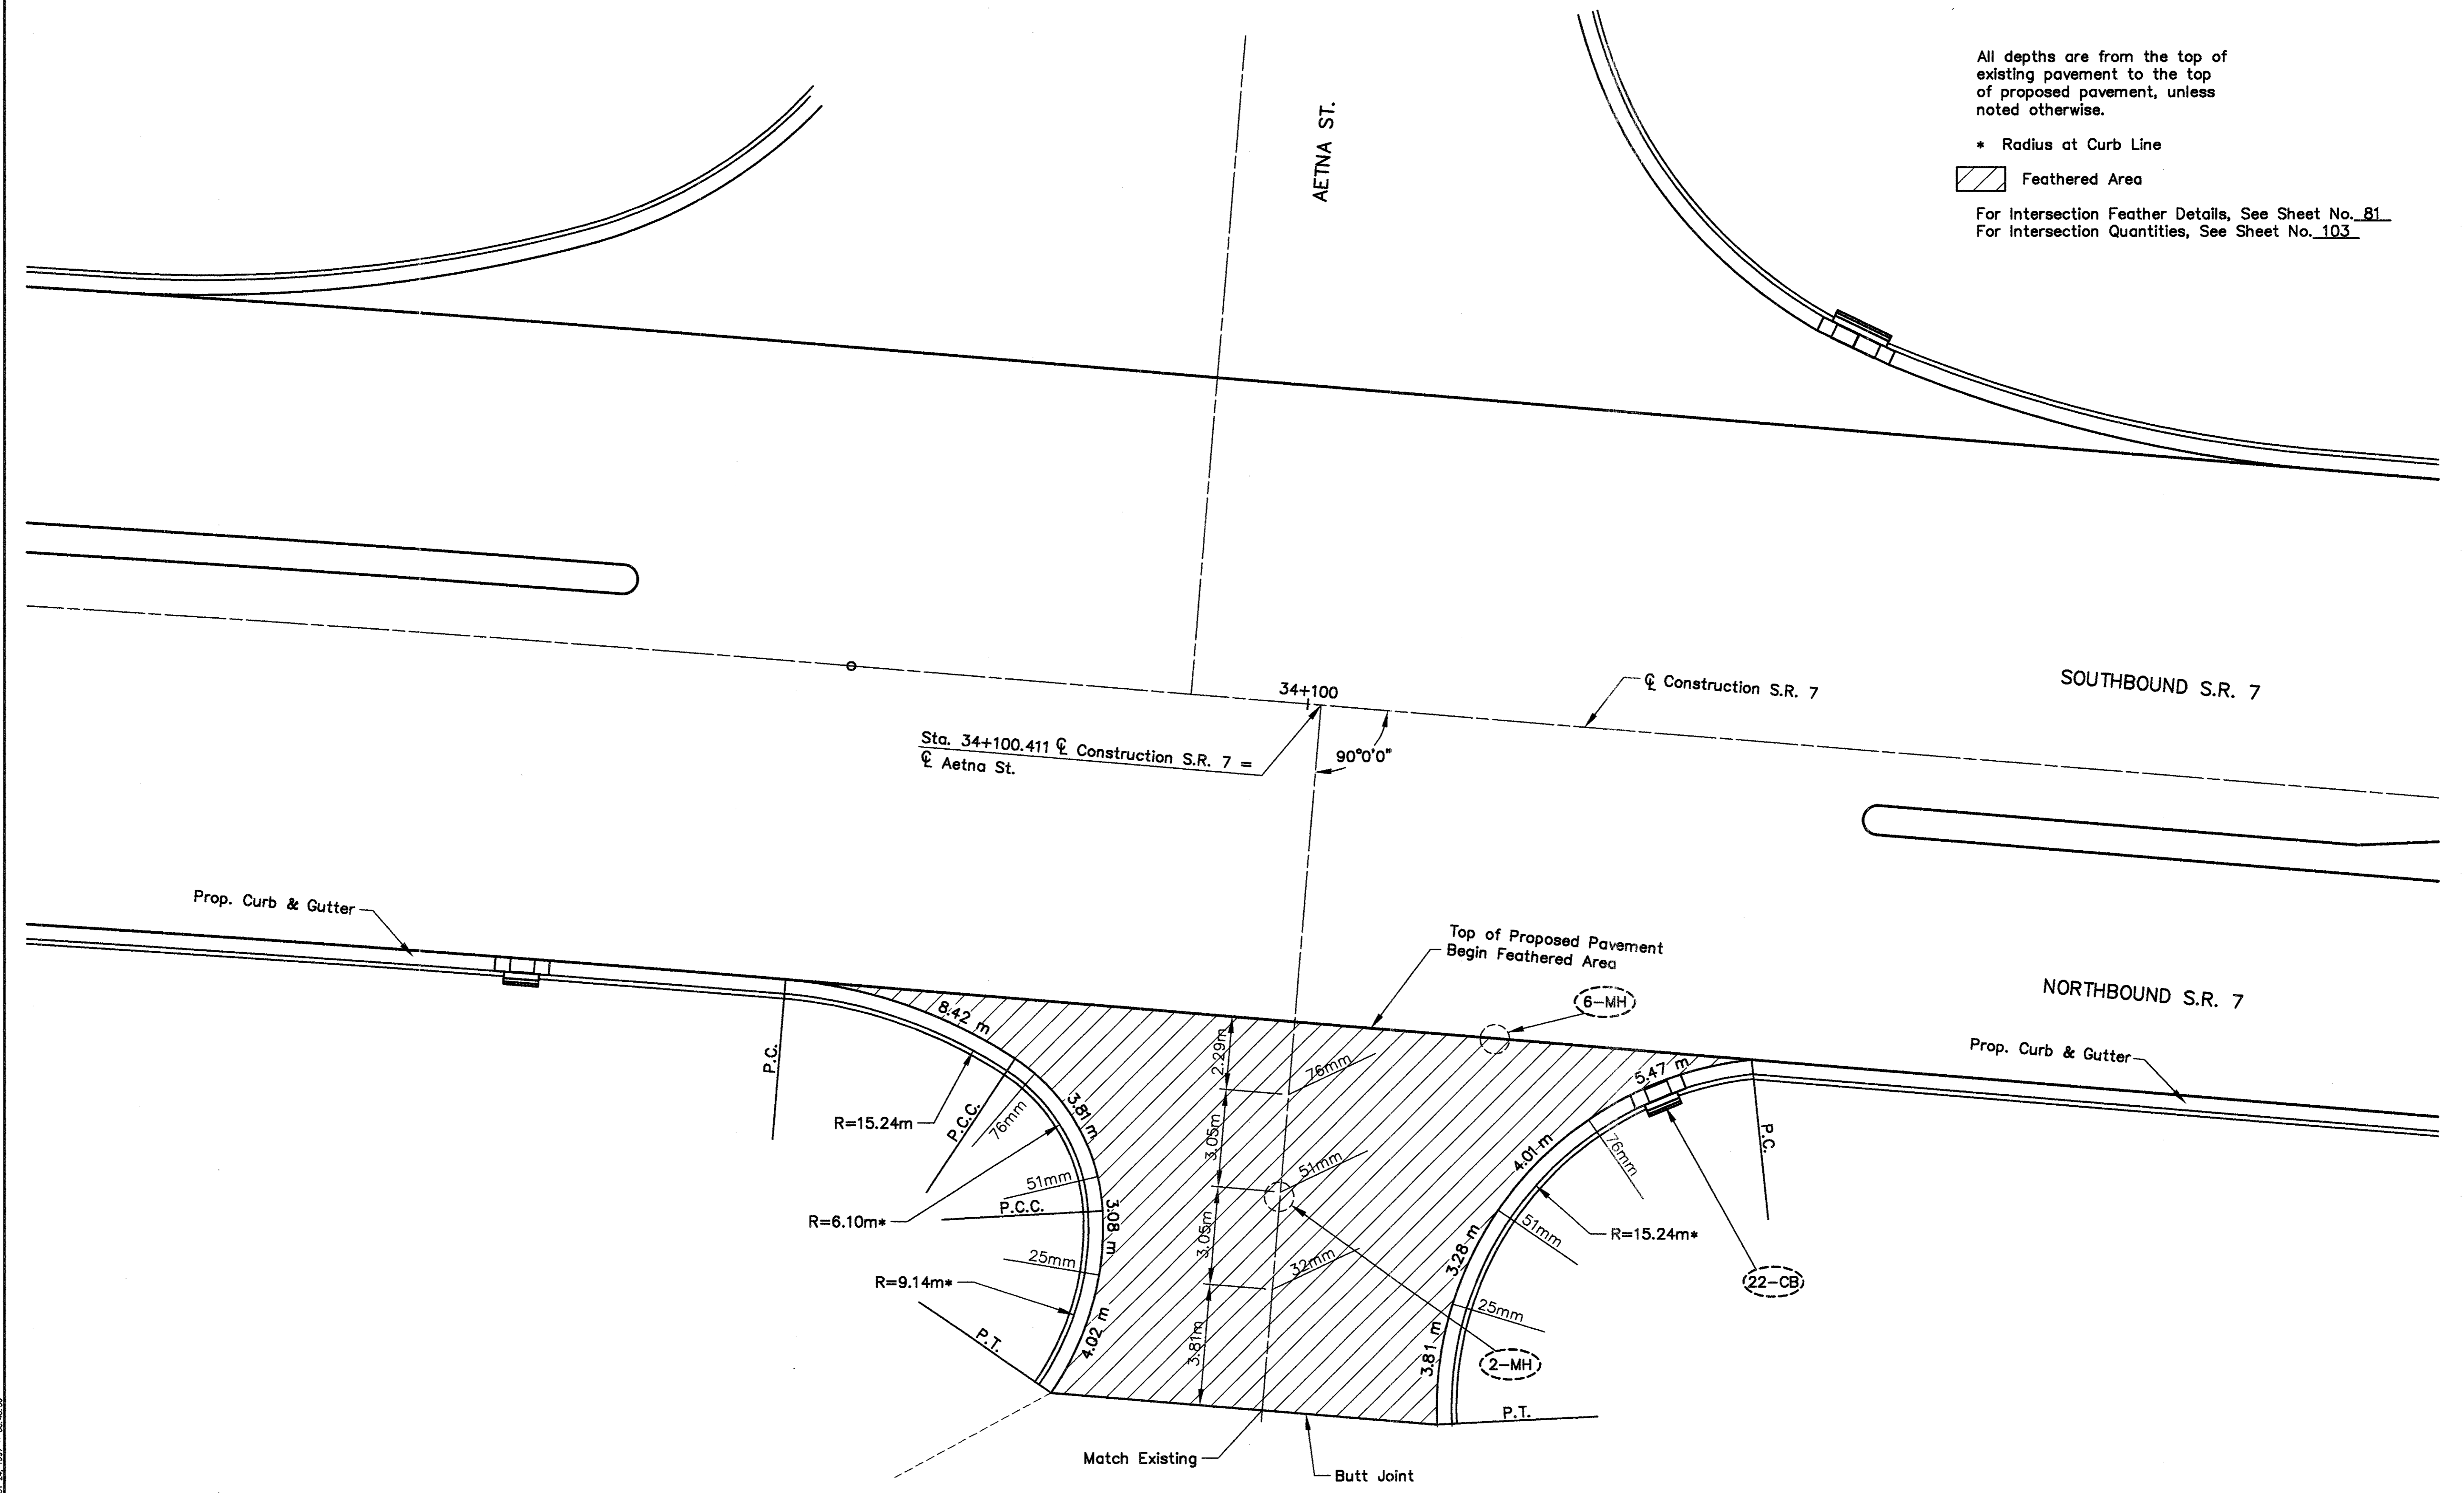 All depths are from the top of
existing pavement to the top
of proposed pavement, unless
noted otherwise.
* Radius at Curb Line
Feathered Area
For Intersection Feather Details, See Sheet No. 81
For Intersection Quantities, See Sheet No. 103
AETNA ST.
34+100
℄ Construction S.R. 7
SOUTHBOUND S.R. 7
Sta. 34+100.411 ℄ Construction S.R. 7 =
℄ Aetna St.
90°0'0"
Prop. Curb & Gutter
Top of Proposed Pavement
Begin Feathered Area
6-MH
NORTHBOUND S.R. 7
Prop. Curb & Gutter
8.42 m
2.29m
76mm
5.47 m
P.C.
R=15.24m
P.C.C.
76mm
3.81 m
3.05m
4.01 m
76mm
P.C.
51mm
51mm
P.C.C.
R=6.10m*
3.08 m
3.05m
3.28 m
51mm
R=15.24m*
25mm
32mm
R=9.14m*
22-CB
25mm
P.T.
4.02 m
3.81m
3.81 m
2-MH
P.T.
Match Existing
Butt Joint